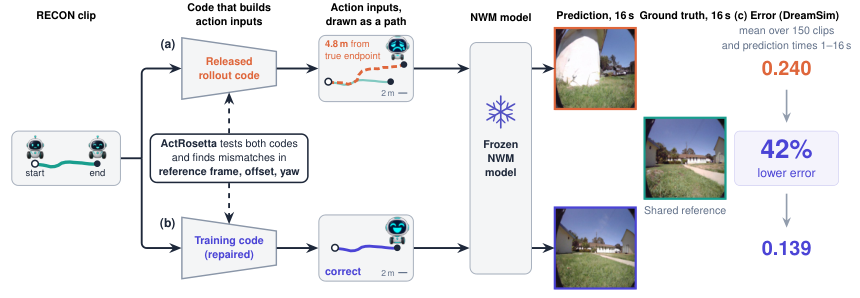 RECON clip
Code that builds
action inputs
Action inputs,
drawn as a path
NWM model
Prediction, 16 s
Ground truth, 16 s
(c) Error (DreamSim)
mean over 150 clips
and prediction times 1–16 s
(a)
Released
rollout code
4.8 m from
true endpoint
2 m
0.240
start
end
ActRosetta tests both codes
and finds mismatches in
reference frame, offset, yaw
Frozen
NWM
model
42%
lower error
Shared reference
(b)
Training code
(repaired)
correct
2 m
0.139